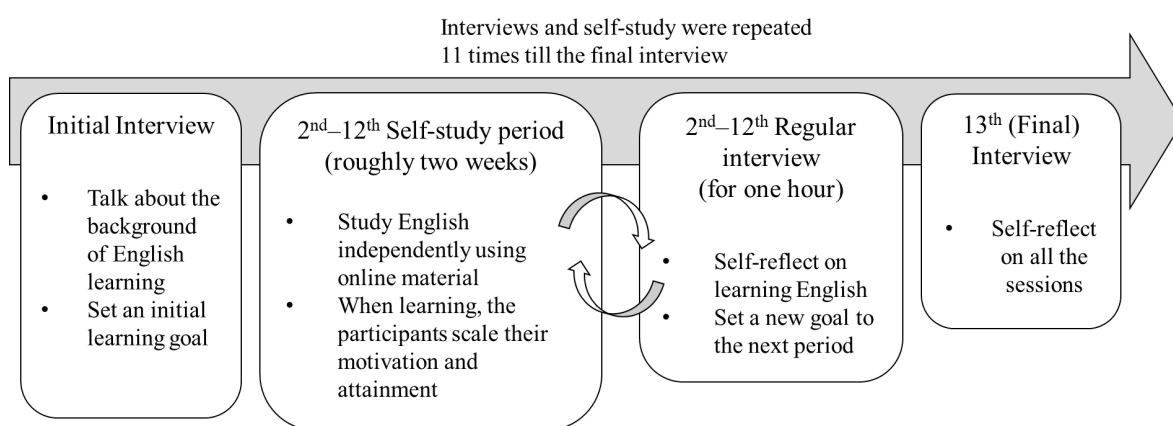 Interviews and self-study were repeated
11 times till the final interview
Initial Interview
• Talk about the
background
of English
learning
• Set an initial
learning goal
2nd–12th Self-study period
(roughly two weeks)
• Study English
independently using
online material
• When learning, the
participants scale their
motivation and
attainment
2nd–12th Regular
interview
(for one hour)
• Self-reflect on
learning English
• Set a new goal to
the next period
13th (Final)
Interview
• Self-reflect
on all the
sessions